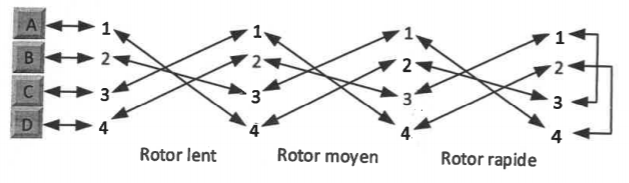 A 1 1 1 1
B 2 2 2 2
C 3 3 3 3
D 4 4 4 4
Rotor lent Rotor moyen Rotor rapide